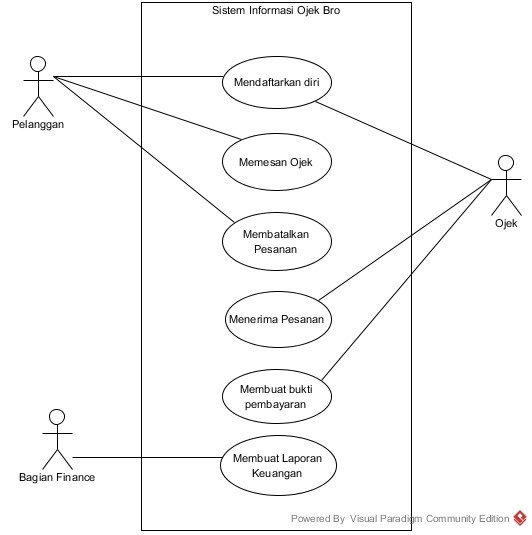 Sistem Informasi Ojek Bro
Mendaftarkan diri
Pelanggan
Memesan Ojek
Ojek
Membatalkan
Pesanan
Menerima Pesanan
Membuat bukti
pembayaran
Membuat Laporan
Keuangan
Bagian Finance
Powered By Visual Paradigm Community Edition